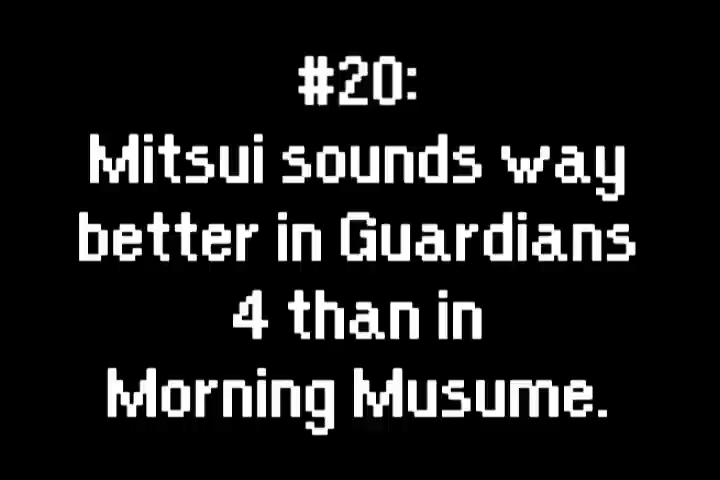 #20:
Mitsui sounds way
better in Guardians
4 than in
Morning Musume.